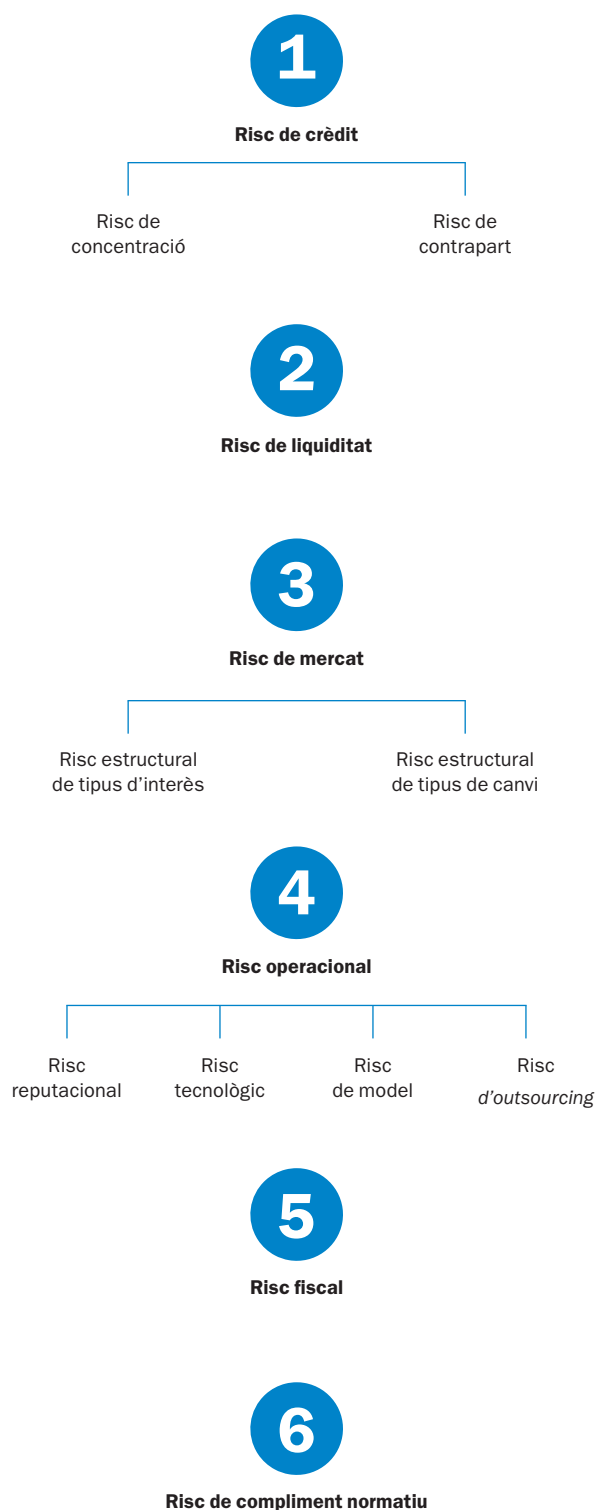 1
Risc de crèdit
Risc de
concentració
Risc de
contrapart
2
Risc de liquiditat
3
Risc de mercat
Risc estructural
de tipus d’interès
Risc estructural
de tipus de canvi
4
Risc operacional
Risc
reputacional
Risc
tecnològic
Risc
de model
Risc
d’outsourcing
5
Risc fiscal
6
Risc de compliment normatiu